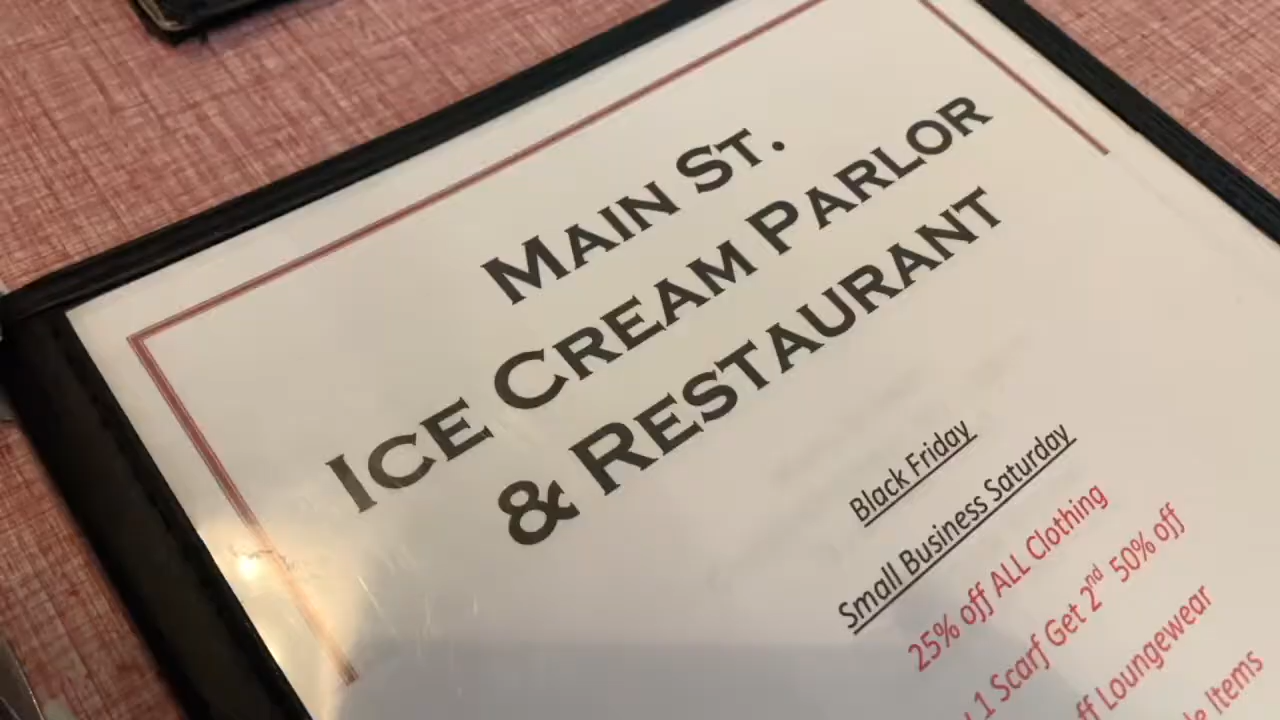 MAIN ST.
ICE CREAM PARLOR
& RESTAURANT
Black Friday
Small Business Saturday
25% off ALL Clothing
1 Scarf Get 2nd 50% off
Loungewear
Items